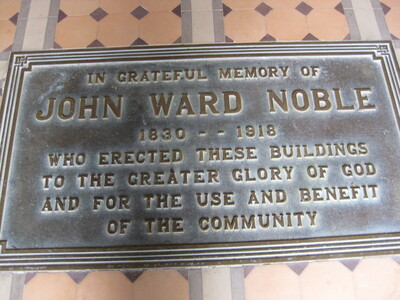 IN GRATEFUL MEMORY OF
JOHN WARD NOBLE
1830 - - 1918
WHO ERECTED THESE BUILDINGS
TO THE GREATER GLORY OF GOD
AND FOR THE USE AND BENEFIT
OF THE COMMUNITY